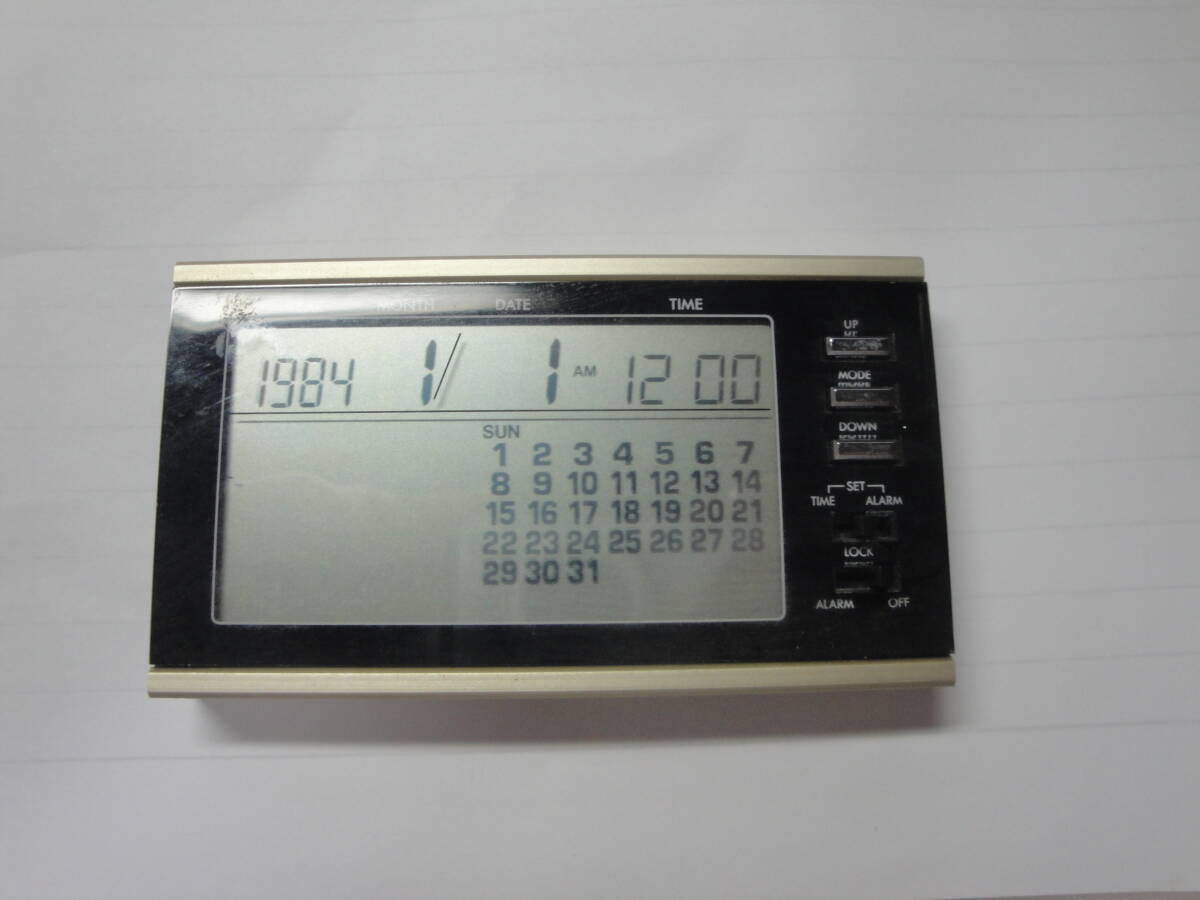 MONTH DATE TIME
1984 1/ 1 AM 12 00
SUN
1 2 3 4 5 6 7
8 9 10 11 12 13 14
15 16 17 18 19 20 21
22 23 24 25 26 27 28
29 30 31
UP
MODE
DOWN
SET
TIME ALARM
LOCK
ALARM OFF